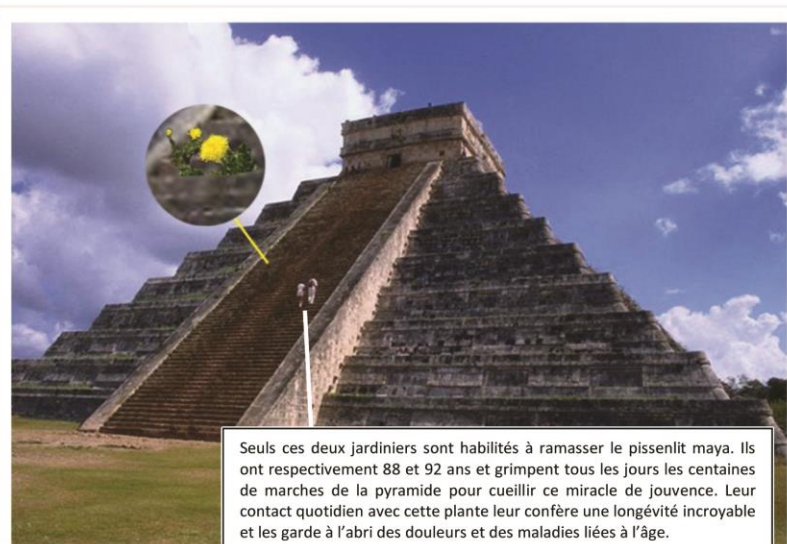 Seuls ces deux jardiniers sont habilités à ramasser le pissenlit maya. Ils
ont respectivement 88 et 92 ans et grimpent tous les jours les centaines
de marches de la pyramide pour cueillir ce miracle de jouvence. Leur
contact quotidien avec cette plante leur confère une longévité incroyable
et les garde à l’abri des douleurs et des maladies liées à l’âge.